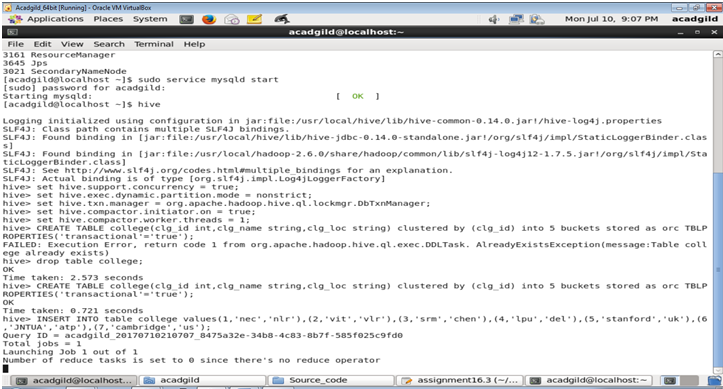 Acadgild_64bit [Running] - Oracle VM VirtualBox
Applications Places System
Mon Jul 10, 9:07 PM acadgild
acadgild@localhost:~
File Edit View Search Terminal Help
3161 ResourceManager
3645 Jps
3021 SecondaryNameNode
[acadgild@localhost ~]$ sudo service mysqld start
[sudo] password for acadgild:
Starting mysqld: [ OK ]
[acadgild@localhost ~]$ hive
Logging initialized using configuration in jar:file:/usr/local/hive/lib/hive-common-0.14.0.jar!/hive-log4j.properties
SLF4J: Class path contains multiple SLF4J bindings.
SLF4J: Found binding in [jar:file:/usr/local/hive/lib/hive-jdbc-0.14.0-standalone.jar!/org/slf4j/impl/StaticLoggerBinder.clas
s]
SLF4J: Found binding in [jar:file:/usr/local/hadoop-2.6.0/share/hadoop/common/lib/slf4j-log4j12-1.7.5.jar!/org/slf4j/impl/Sta
ticLoggerBinder.class]
SLF4J: See http://www.slf4j.org/codes.html#multiple_bindings for an explanation.
SLF4J: Actual binding is of type [org.slf4j.impl.Log4jLoggerFactory]
hive> set hive.support.concurrency = true;
hive> set hive.exec.dynamic.partition.mode = nonstrict;
hive> set hive.txn.manager = org.apache.hadoop.hive.ql.lockmgr.DbTxnManager;
hive> set hive.compactor.initiator.on = true;
hive> set hive.compactor.worker.threads = 1;
hive> CREATE TABLE college(clg_id int,clg_name string,clg_loc string) clustered by (clg_id) into 5 buckets stored as orc TBLP
ROPERTIES('transactional'='true');
FAILED: Execution Error, return code 1 from org.apache.hadoop.hive.ql.exec.DDLTask. AlreadyExistsException(message:Table coll
ege already exists)
hive> drop table college;
OK
Time taken: 2.573 seconds
hive> CREATE TABLE college(clg_id int,clg_name string,clg_loc string) clustered by (clg_id) into 5 buckets stored as orc TBLP
ROPERTIES('transactional'='true');
OK
Time taken: 0.721 seconds
hive> INSERT INTO table college values(1,'nec','nlr'),(2,'vit','vlr'),(3,'srm','chen'),(4,'lpu','del'),(5,'stanford','uk'),(6
,'JNTUA','atp'),(7,'cambridge','us');
Query ID = acadgild_20170710210707_8475a32e-34b8-4c83-8b7f-585f025c9fd0
Total jobs = 1
Launching Job 1 out of 1
Number of reduce tasks is set to 0 since there's no reduce operator
acadgild@localhost:... acadgild Source_code assignment16.3 (~/... acadgild@localhost:~